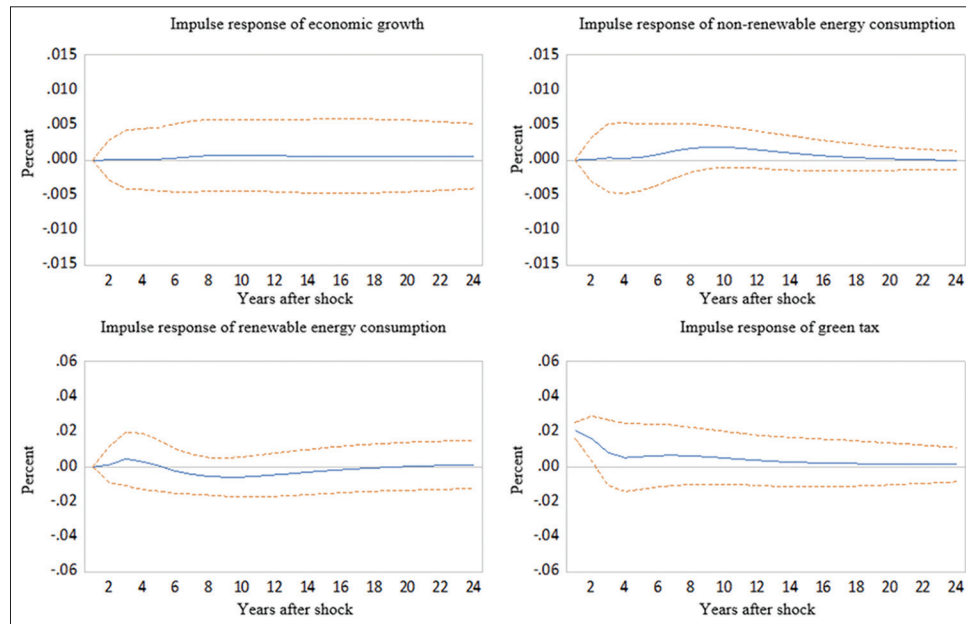 Impulse response of economic growth
.015
.010
.005
.000
-.005
-.010
-.015
Percent
2 4 6 8 10 12 14 16 18 20 22 24
Years after shock
Impulse response of non-renewable energy consumption
.015
.010
.005
.000
-.005
-.010
-.015
Percent
2 4 6 8 10 12 14 16 18 20 22 24
Years after shock
Impulse response of renewable energy consumption
.06
.04
.02
.00
-.02
-.04
-.06
Percent
2 4 6 8 10 12 14 16 18 20 22 24
Years after shock
Impulse response of green tax
.06
.04
.02
.00
-.02
-.04
-.06
Percent
2 4 6 8 10 12 14 16 18 20 22 24
Years after shock